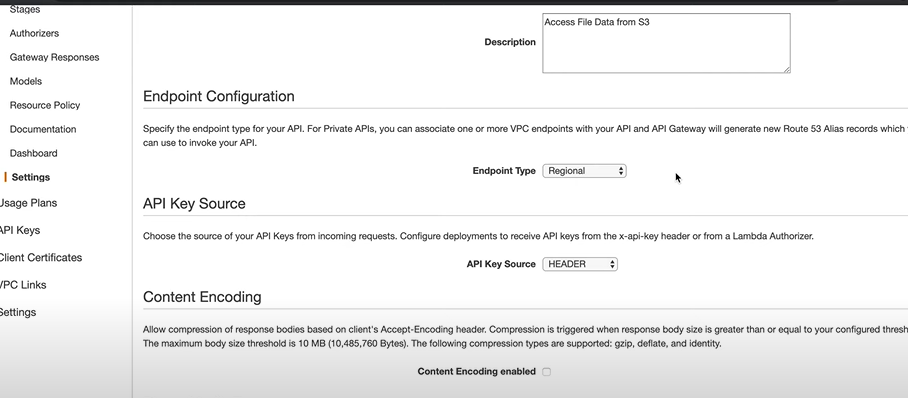 Stages
Authorizers
Gateway Responses
Models
Resource Policy
Documentation
Dashboard
Settings
Usage Plans
API Keys
Client Certificates
VPC Links
Settings
Description
Access File Data from S3
Endpoint Configuration
Specify the endpoint type for your API. For Private APIs, you can associate one or more VPC endpoints with your API and API Gateway will generate new Route 53 Alias records which
can use to invoke your API.
Endpoint Type Regional
API Key Source
Choose the source of your API Keys from incoming requests. Configure deployments to receive API keys from the x-api-key header or from a Lambda Authorizer.
API Key Source HEADER
Content Encoding
Allow compression of response bodies based on client's Accept-Encoding header. Compression is triggered when response body size is greater than or equal to your configured thresh
The maximum body size threshold is 10 MB (10,485,760 Bytes). The following compression types are supported: gzip, deflate, and identity.
Content Encoding enabled